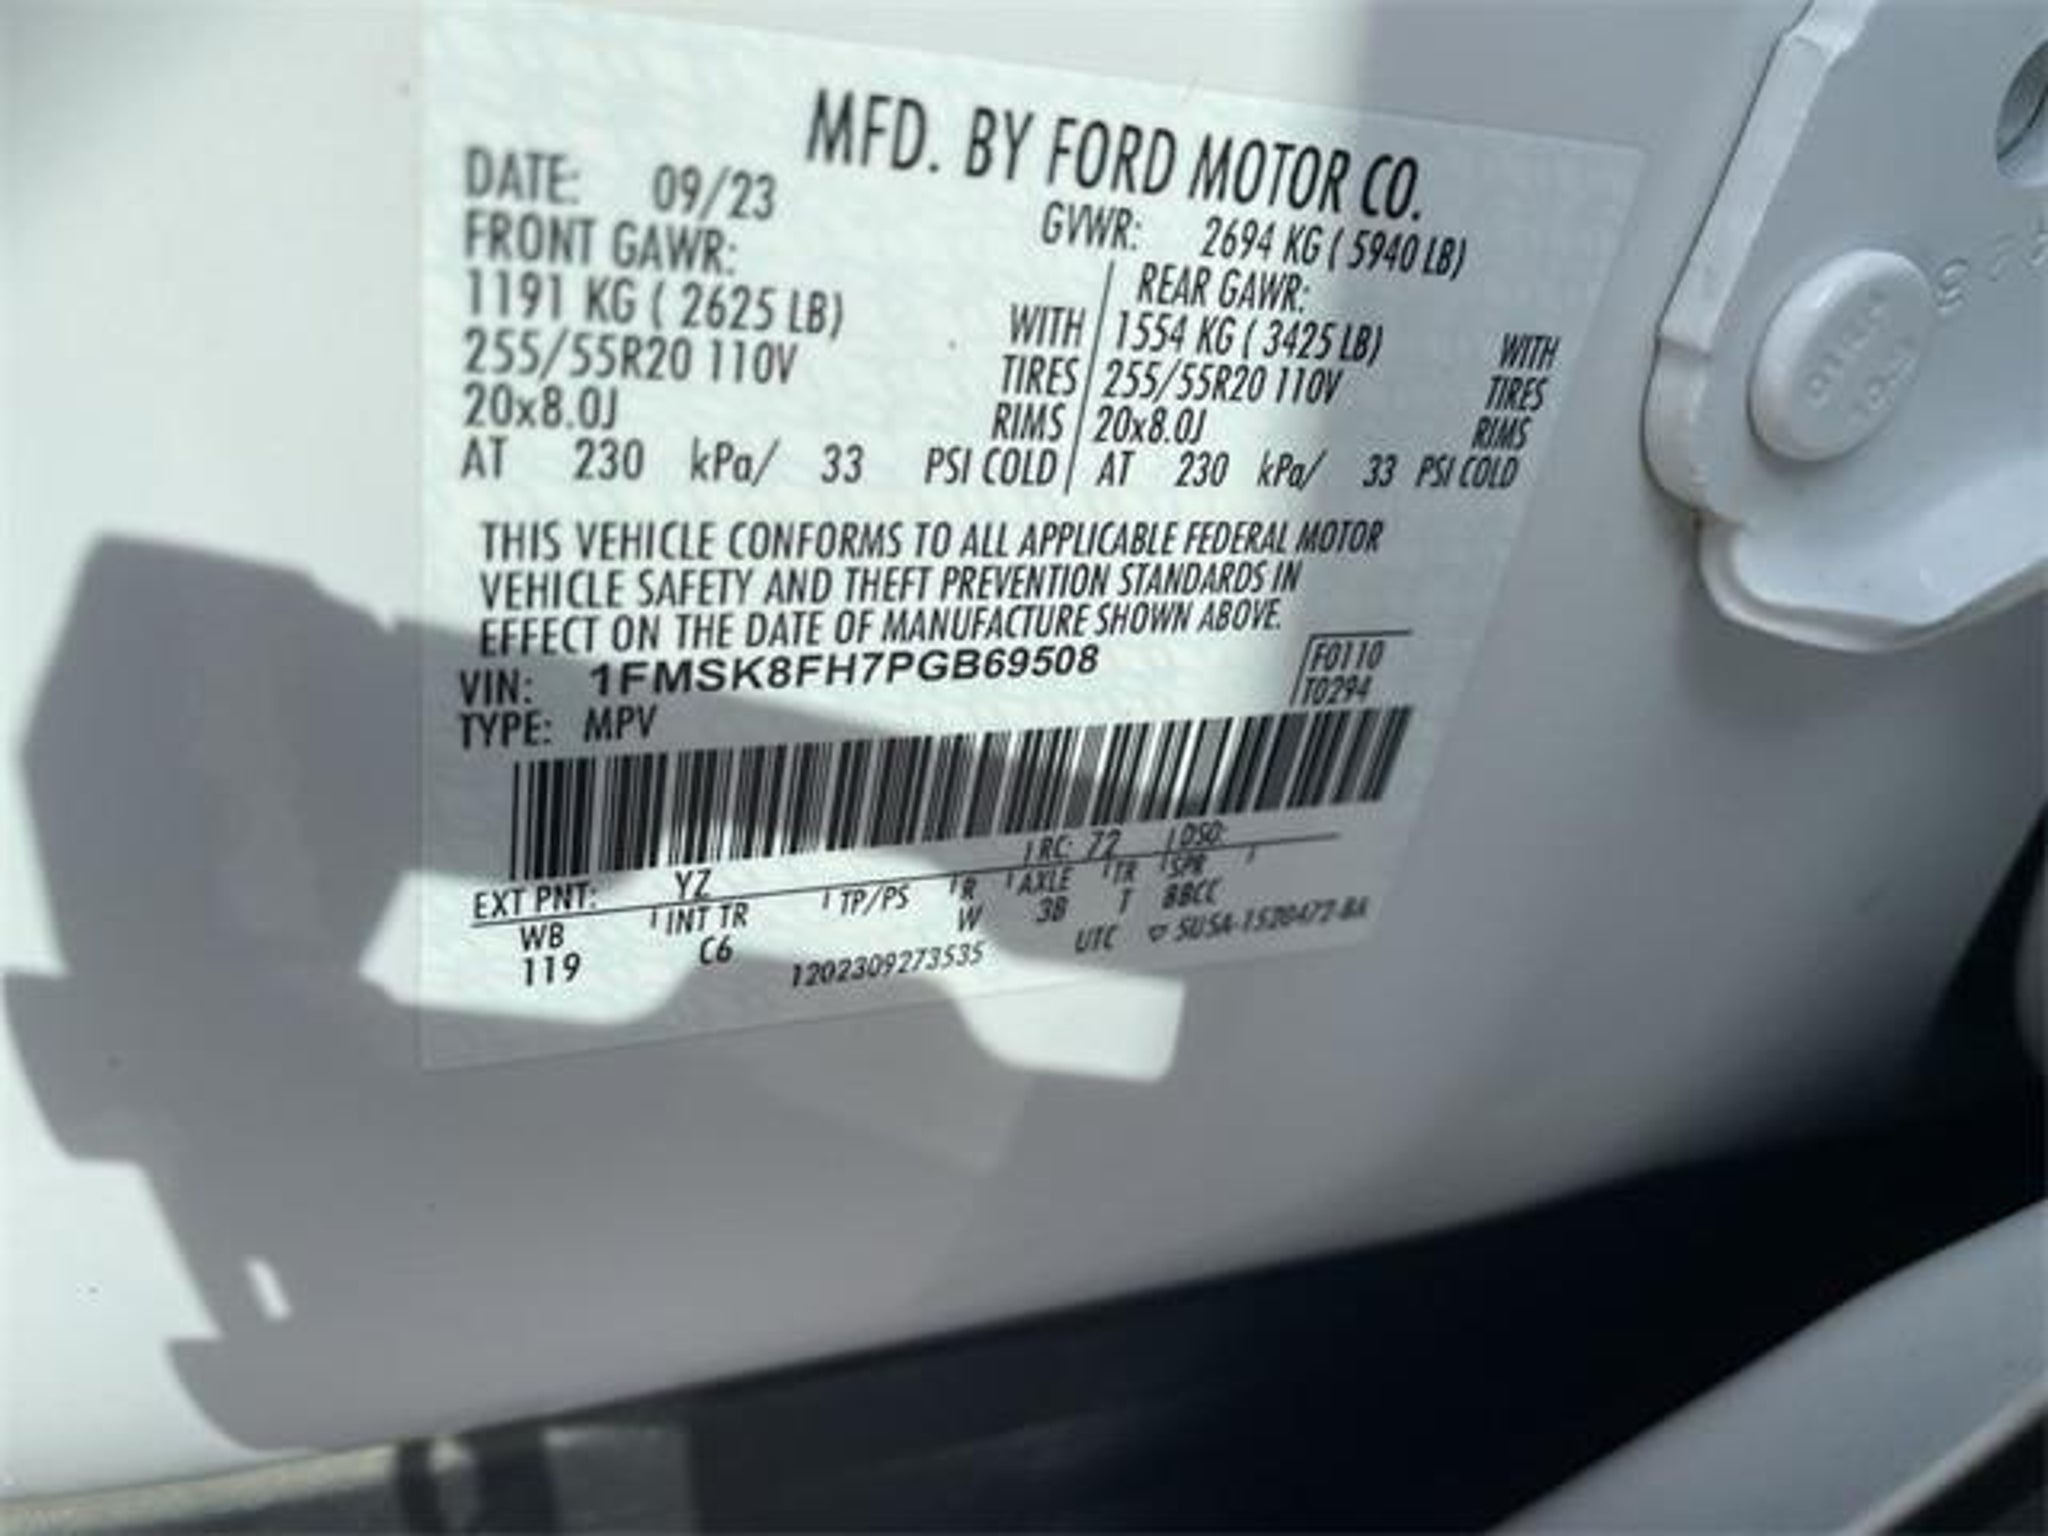 MFD. BY FORD MOTOR CO.
DATE: 09/23
GVWR: 2694 KG ( 5940 LB)
FRONT GAWR:
REAR GAWR:
1191 KG ( 2625 LB) WITH
1554 KG ( 3425 LB) WITH
255/55R20 110V TIRES
255/55R20 110V TIRES
20x8.0J RIMS
20x8.0J RIMS
AT 230 kPa/ 33 PSI COLD
AT 230 kPa/ 33 PSI COLD
THIS VEHICLE CONFORMS TO ALL APPLICABLE FEDERAL MOTOR
VEHICLE SAFETY AND THEFT PREVENTION STANDARDS IN
EFFECT ON THE DATE OF MANUFACTURE SHOWN ABOVE.
VIN: 1FMSK8FH7PGB69508
F0110
T0294
TYPE: MPV
EXT PNT: YZ RC: 72 DSO:
WB INT TR TP/PS R AXLE TR SPR
119 C6 W 3B T BBCC
1202309273535 UTC SU5A-1520472-BA